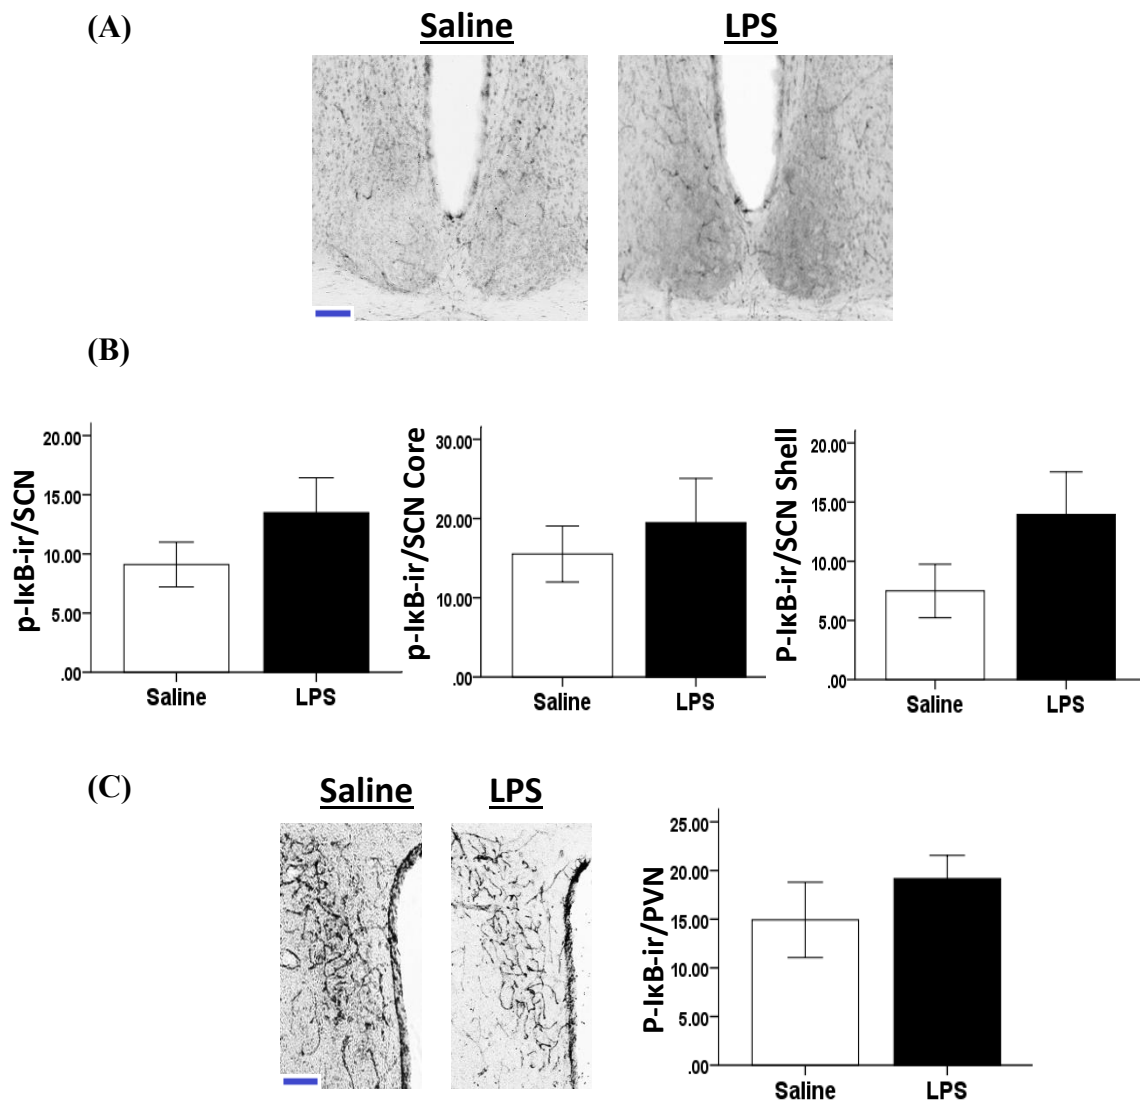 (A)
Saline LPS
(B)
p-IκB-ir/SCN
20.00
15.00
10.00
5.00
.00
Saline LPS
p-IκB-ir/SCN Core
30.00
20.00
10.00
.00
Saline LPS
P-IκB-ir/SCN Shell
20.00
15.00
10.00
5.00
.00
Saline LPS
(C)
Saline LPS
P-IκB-ir/PVN
25.00
20.00
15.00
10.00
5.00
.00
Saline LPS